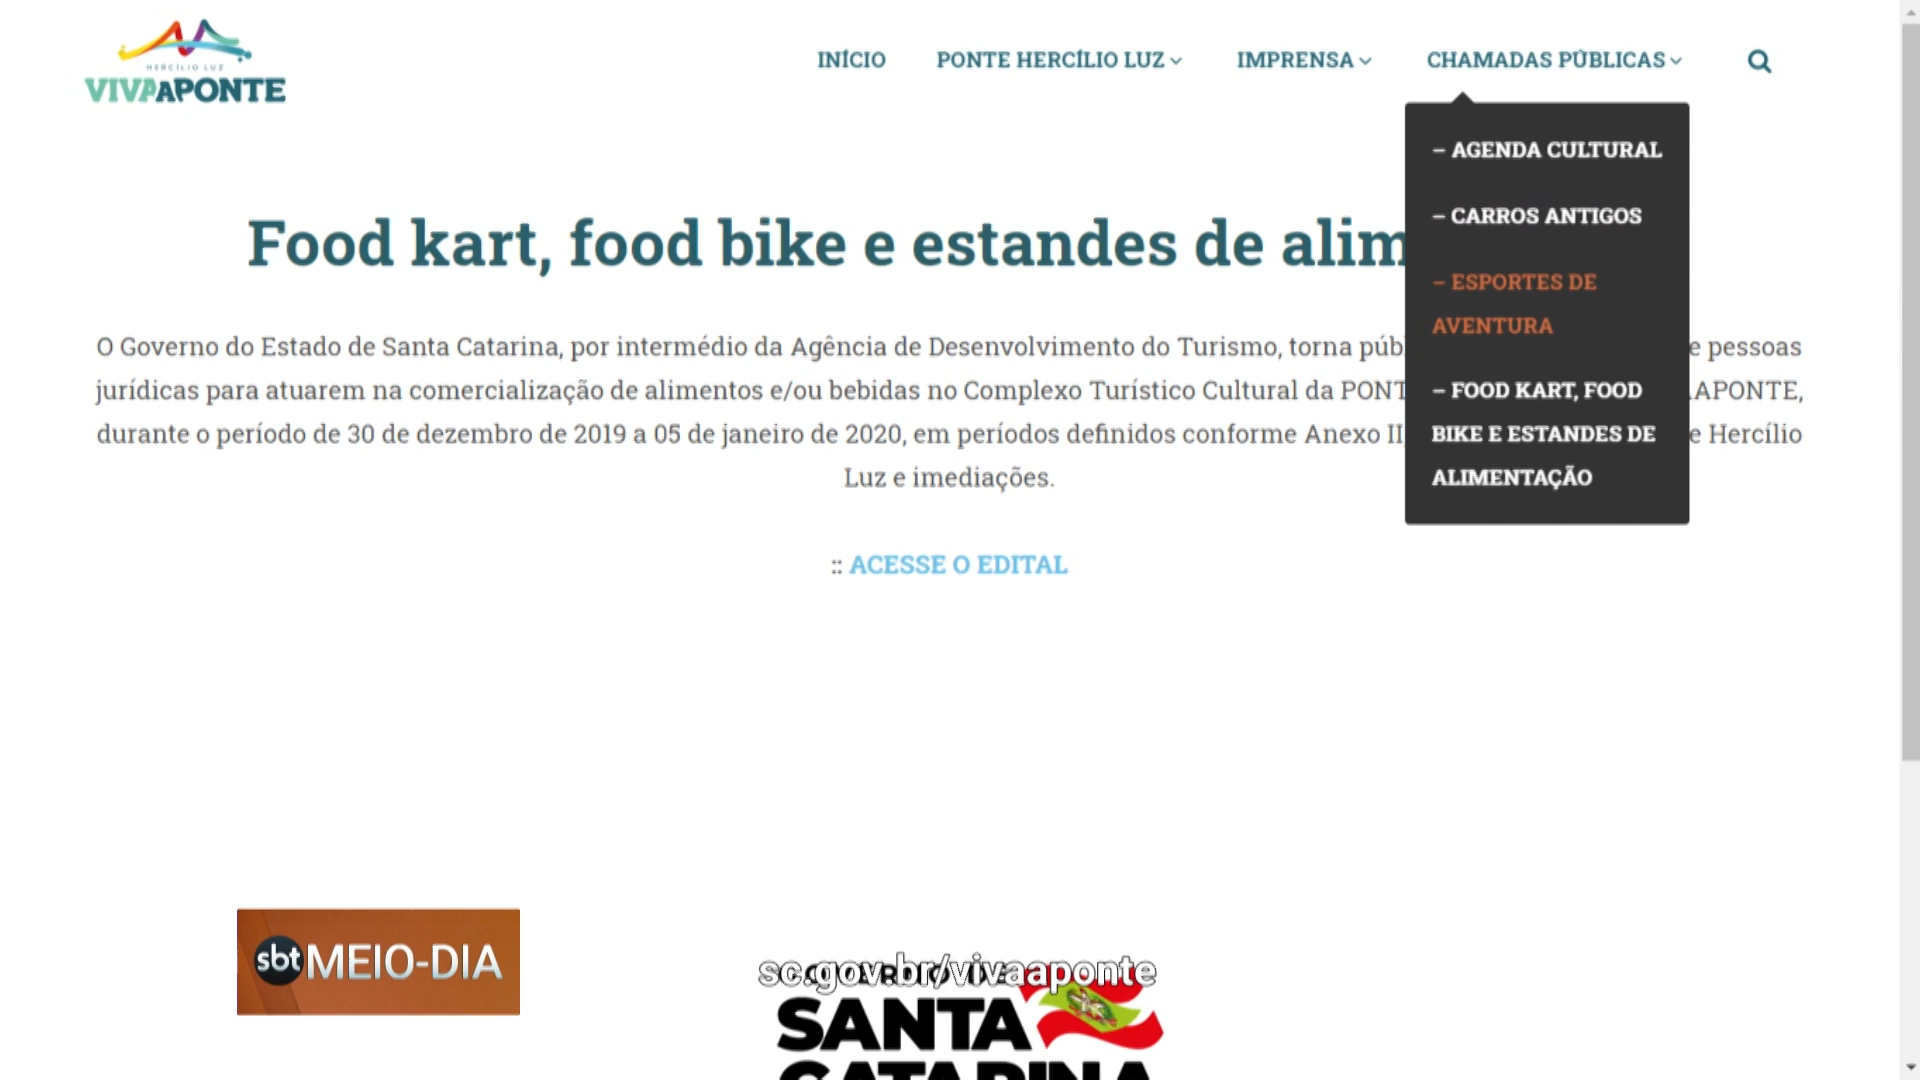 HERCÍLIO LUZ
VIVAAPONTE
INÍCIO
PONTE HERCÍLIO LUZ
IMPRENSA
CHAMADAS PÚBLICAS
– AGENDA CULTURAL
– CARROS ANTIGOS
– ESPORTES DE
AVENTURA
– FOOD KART, FOOD
BIKE E ESTANDES DE
ALIMENTAÇÃO
Food kart, food bike e estandes de alim
O Governo do Estado de Santa Catarina, por intermédio da Agência de Desenvolvimento do Turismo, torna púb e pessoas
jurídicas para atuarem na comercialização de alimentos e/ou bebidas no Complexo Turístico Cultural da PONT APONTE,
durante o período de 30 de dezembro de 2019 a 05 de janeiro de 2020, em períodos definidos conforme Anexo II, e Hercílio
Luz e imediações.
:: ACESSE O EDITAL
sbt MEIO-DIA
sc.gov.br/vivaaponte
SANTA
CATARINA